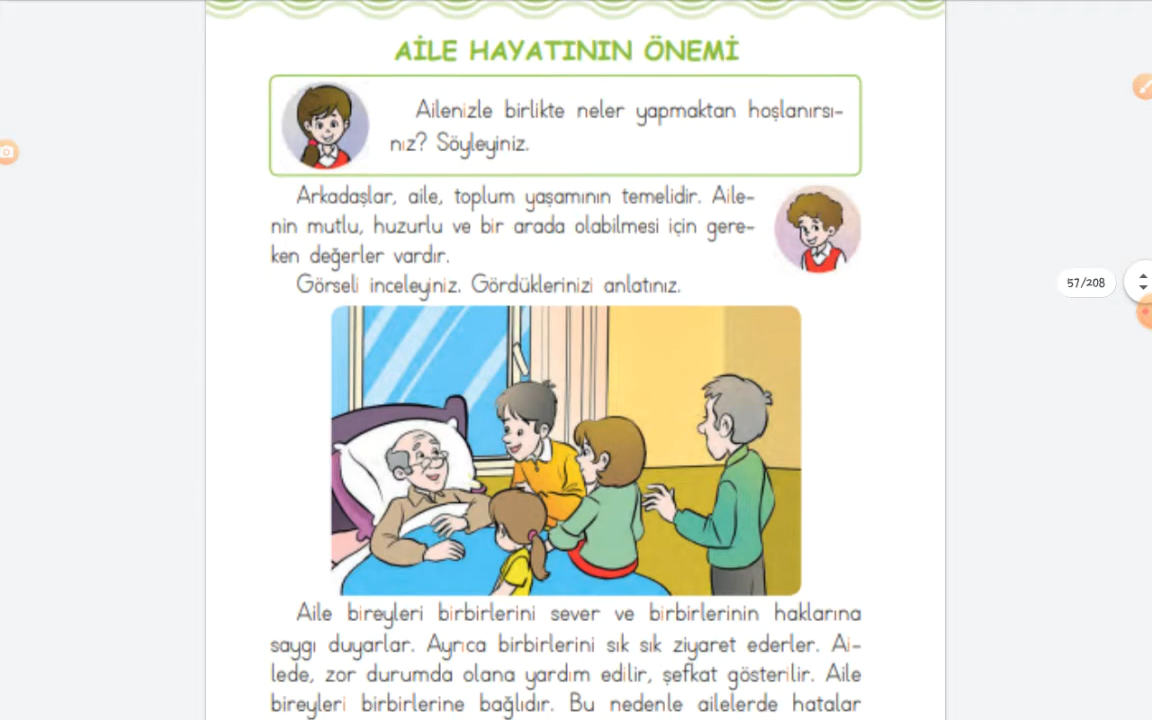 AİLE HAYATININ ÖNEMİ
Ailenizle birlikte neler yapmaktan hoşlanırsı-
nız? Söyleyiniz.
Arkadaşlar, aile, toplum yaşamının temelidir. Aile-
nin mutlu, huzurlu ve bir arada olabilmesi için gere-
ken değerler vardır.
Görseli inceleyiniz. Gördüklerinizi anlatınız.
57/208
Aile bireyleri birbirlerini sever ve birbirlerinin haklarına
saygı duyarlar. Ayrıca birbirlerini sık sık ziyaret ederler. Ai-
lede, zor durumda olana yardım edilir, şefkat gösterilir. Aile
bireyleri birbirlerine bağlıdır. Bu nedenle ailelerde hatalar